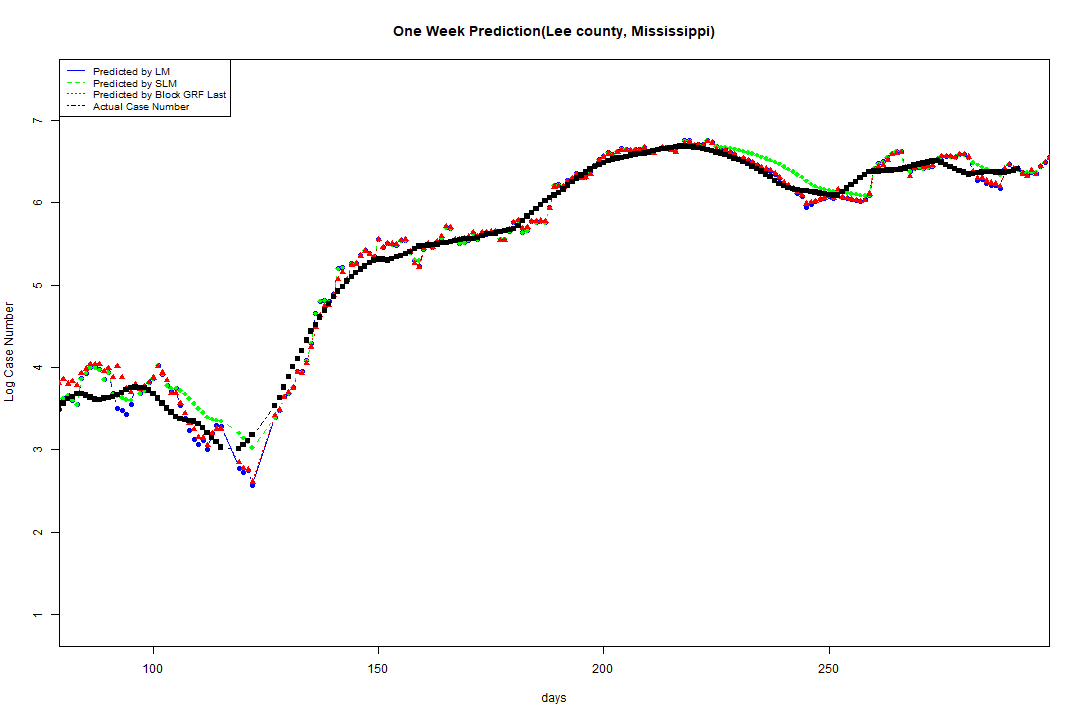 One Week Prediction(Lee county, Mississippi)
Predicted by LM
Predicted by SLM
Predicted by Block GRF Last
Actual Case Number
7
6
5
4
3
2
1
Log Case Number
100 150 200 250
days